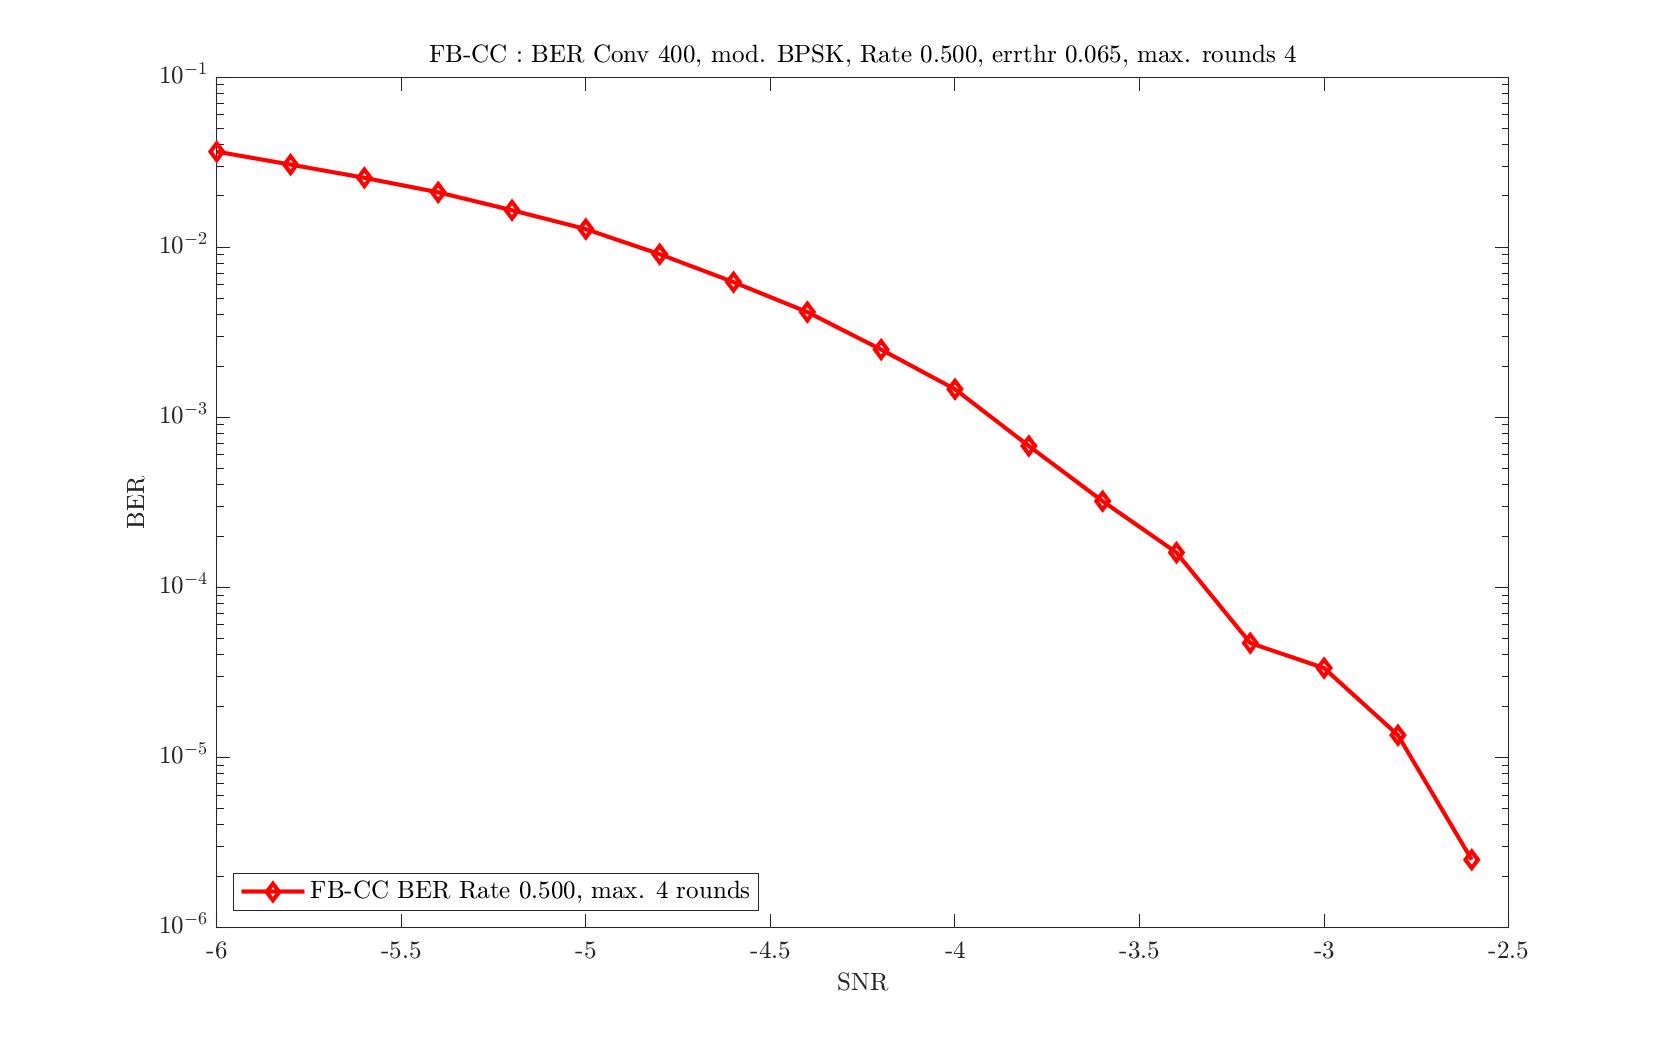 FB-CC : BER Conv 400, mod. BPSK, Rate 0.500, errthr 0.065, max. rounds 4
10⁻¹
10⁻²
10⁻³
10⁻⁴
10⁻⁵
10⁻⁶
BER
FB-CC BER Rate 0.500, max. 4 rounds
-6 -5.5 -5 -4.5 -4 -3.5 -3 -2.5
SNR